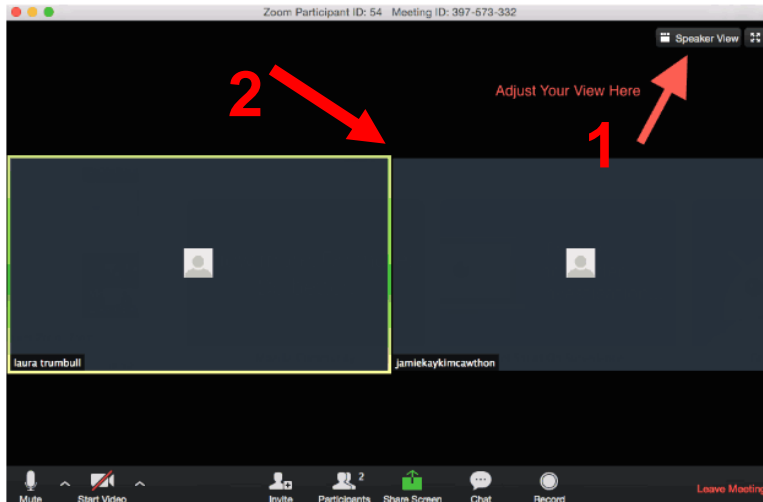 Zoom Participant ID: 54 Meeting ID: 397-573-332
Speaker View
2
Adjust Your View Here
1
laura trumbull
jamiekaykimcawthon
2
Mute
Start Video
Invite
Participants
Share Screen
Chat
Record
Leave Meeting